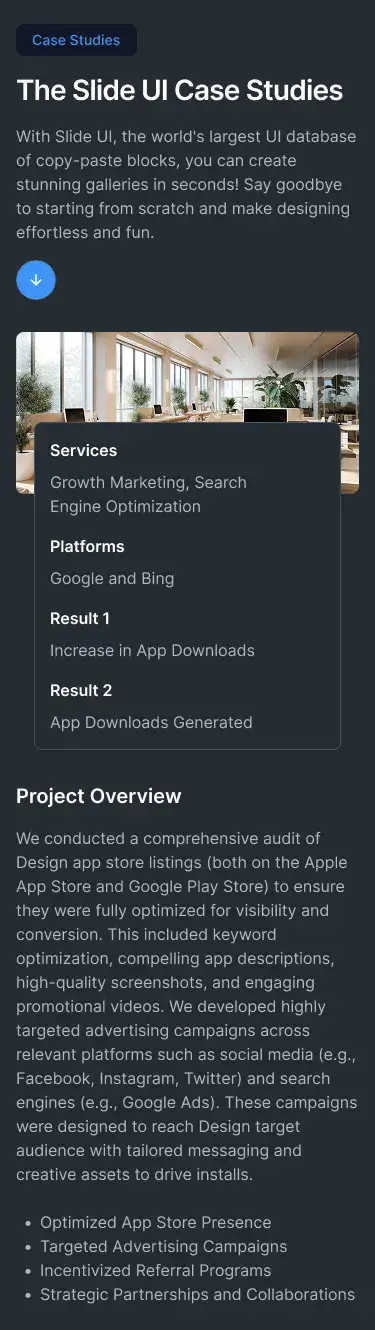 Case Studies
The Slide UI Case Studies
With Slide UI, the world's largest UI database
of copy-paste blocks, you can create
stunning galleries in seconds! Say goodbye
to starting from scratch and make designing
effortless and fun.
Services
Growth Marketing, Search
Engine Optimization
Platforms
Google and Bing
Result 1
Increase in App Downloads
Result 2
App Downloads Generated
Project Overview
We conducted a comprehensive audit of
Design app store listings (both on the Apple
App Store and Google Play Store) to ensure
they were fully optimized for visibility and
conversion. This included keyword
optimization, compelling app descriptions,
high-quality screenshots, and engaging
promotional videos. We developed highly
targeted advertising campaigns across
relevant platforms such as social media (e.g.,
Facebook, Instagram, Twitter) and search
engines (e.g., Google Ads). These campaigns
were designed to reach Design target
audience with tailored messaging and
creative assets to drive installs.
• Optimized App Store Presence
• Targeted Advertising Campaigns
• Incentivized Referral Programs
• Strategic Partnerships and Collaborations